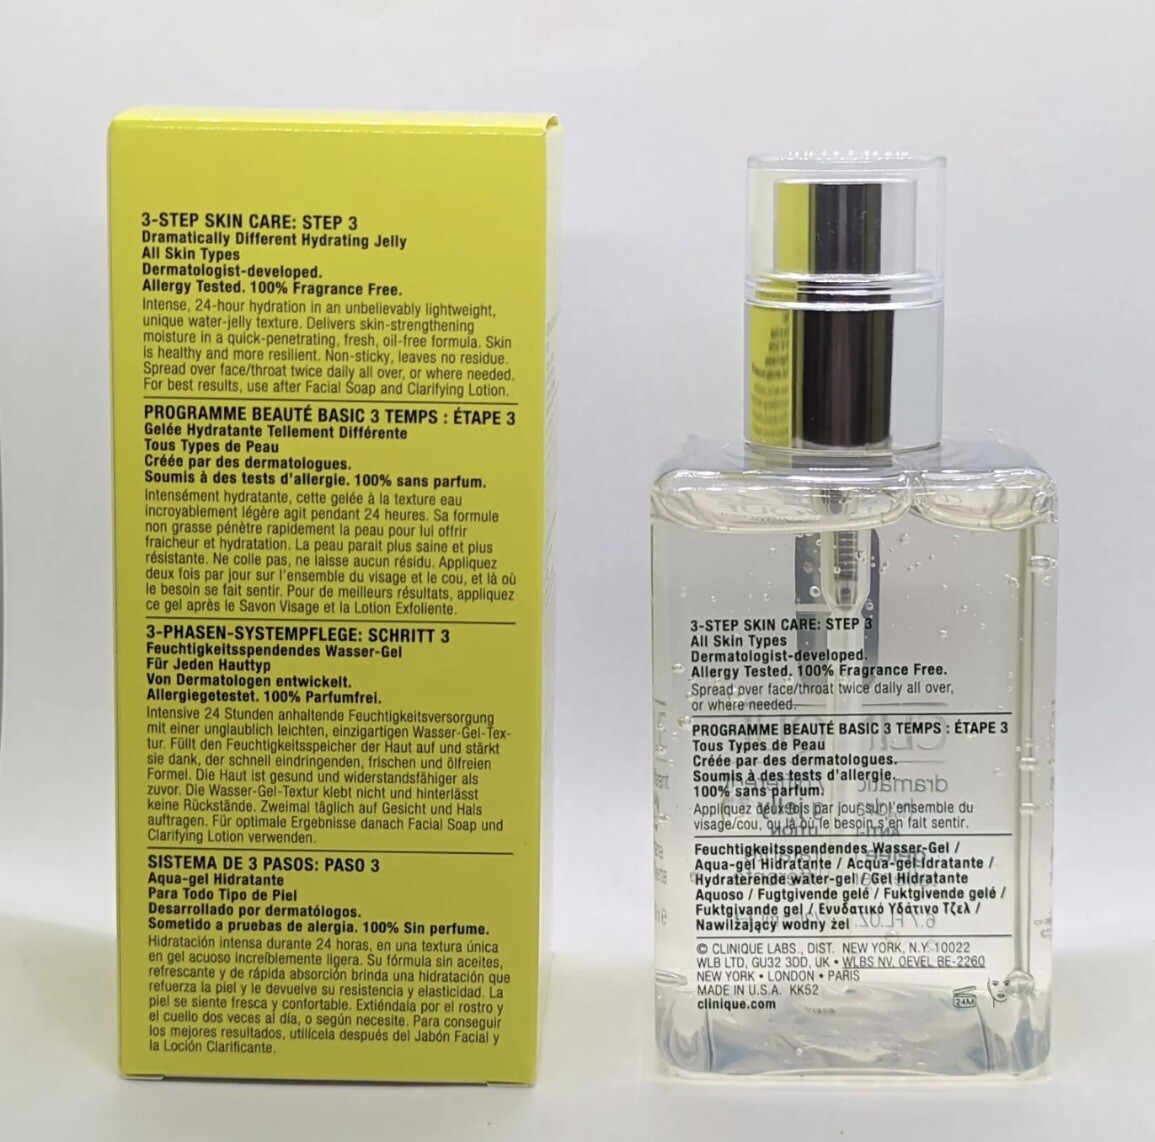 3-STEP SKIN CARE: STEP 3
Dramatically Different Hydrating Jelly
All Skin Types
Dermatologist-developed.
Allergy Tested. 100% Fragrance Free.
Intense, 24-hour hydration in an unbelievably lightweight,
unique water-jelly texture. Delivers skin-strengthening
moisture in a quick-penetrating, fresh, oil-free formula. Skin
is healthy and more resilient. Non-sticky, leaves no residue.
Spread over face/throat twice daily all over, or where needed.
For best results, use after Facial Soap and Clarifying Lotion.
PROGRAMME BEAUTÉ BASIC 3 TEMPS : ÉTAPE 3
Gelée Hydratante Tellement Différente
Tous Types de Peau
Créée par des dermatologues.
Soumis à des tests d'allergie. 100% sans parfum.
Intensément hydratante, cette gelée à la texture eau
incroyablement légère agit pendant 24 heures. Sa formule
non grasse pénètre rapidement la peau pour lui offrir
fraicheur et hydratation. La peau parait plus saine et plus
résistante. Ne colle pas, ne laisse aucun résidu. Appliquez
deux fois par jour sur l'ensemble du visage et le cou, et là où
le besoin se fait sentir. Pour de meilleurs résultats, appliquez
ce gel après le Savon Visage et la Lotion Exfoliente.
3-PHASEN-SYSTEMPFLEGE: SCHRITT 3
Feuchtigkeitsspendendes Wasser-Gel
Für Jeden Hauttyp
Von Dermatologen entwickelt.
Allergiegetestet. 100% Parfumfrei.
Intensive 24 Stunden anhaltende Feuchtigkeitsversorgung
mit einer unglaublich leichten, einzigartigen Wasser-Gel-Tex-
tur. Füllt den Feuchtigkeitsspeicher der Haut auf und stärkt
sie dank, der schnell eindringenden, frischen und ölfreien
Formel. Die Haut ist gesund und widerstandsfähiger als
zuvor. Die Wasser-Gel-Textur klebt nicht und hinterlässt
keine Rückstände. Zweimal täglich auf Gesicht und Hals
auftragen. Für optimale Ergebnisse danach Facial Soap und
Clarifying Lotion verwenden.
SISTEMA DE 3 PASOS: PASO 3
Aqua-gel Hidratante
Para Todo Tipo de Piel
Desarrollado por dermatólogos.
Sometido a pruebas de alergia. 100% Sin perfume.
Hidratación intensa durante 24 horas, en una textura única
en gel acuoso increíblemente ligera. Su fórmula sin aceites,
refrescante y de rápida absorción brinda una hidratación que
refuerza la piel y le devuelve su resistencia y elasticidad. La
piel se siente fresca y confortable. Extiéndala por el rostro y
el cuello dos veces al día, o según necesite. Para conseguir
los mejores resultados, utilícela después del Jabón Facial y
la Loción Clarificante.
3-STEP SKIN CARE: STEP 3
All Skin Types
Dermatologist-developed.
Allergy Tested. 100% Fragrance Free.
Spread over face/throat twice daily all over,
or where needed.
PROGRAMME BEAUTÉ BASIC 3 TEMPS : ÉTAPE 3
Tous Types de Peau
Créée par des dermatologues.
Soumis à des tests d'allergie.
100% sans parfum.
Appliquez deux fois par jour sur l'ensemble du
visage/cou, ou là où le besoin s'en fait sentir.
Feuchtigkeitsspendendes Wasser-Gel /
Aqua-gel Hidratante / Acqua-gel Idratante /
Hydraterende water-gel / Gel Hidratante
Aquoso / Fugtgivende gelé / Fuktgivende gelé /
Fuktgivande gel / Ενυδατικό Υδάτινο Τζελ /
Nawilżający wodny żel
© CLINIQUE LABS., DIST. NEW YORK, N.Y. 10022
WLB LTD, GU32 3DD, UK • WLBS NV. OEVEL BE-2260
NEW YORK • LONDON • PARIS
MADE IN U.S.A. KK52
clinique.com
24M